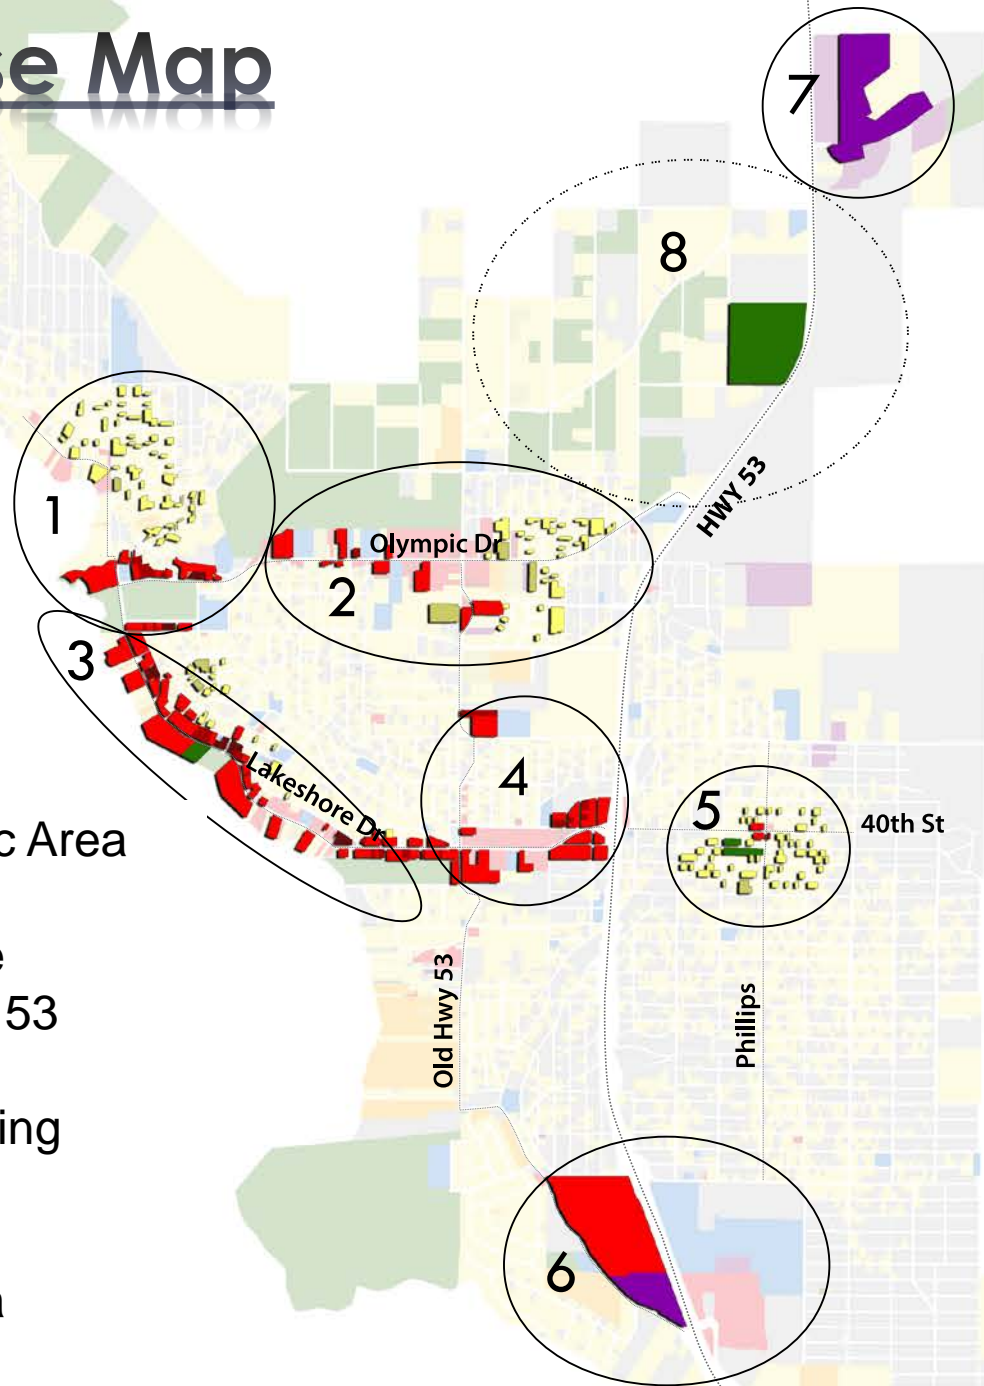 se Map
7
8
1
HWY 53
Olympic Dr
2
3
Lakeshore Dr
4
5
40th St
c Area
e
53
Old Hwy 53
Phillips
ing
6
a